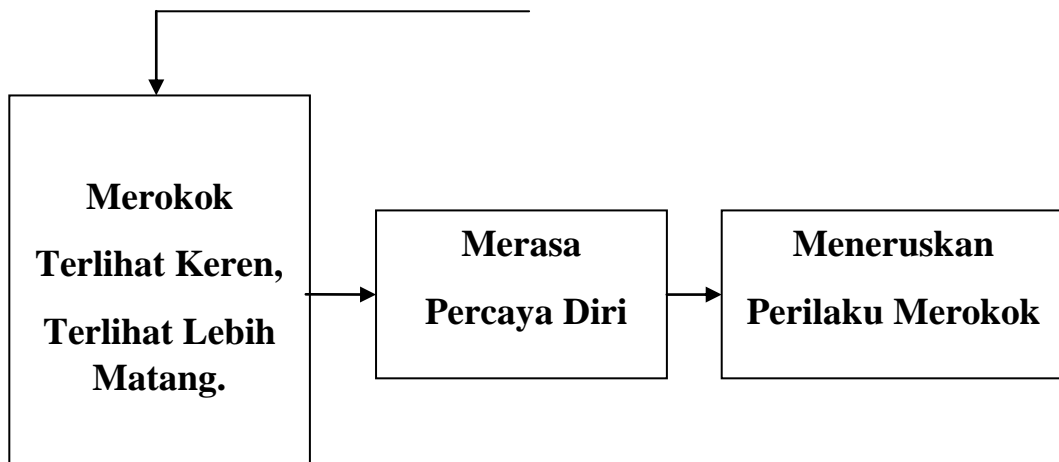 Merokok
Terlihat Keren,
Terlihat Lebih
Matang.
Merasa
Percaya Diri
Meneruskan
Perilaku Merokok